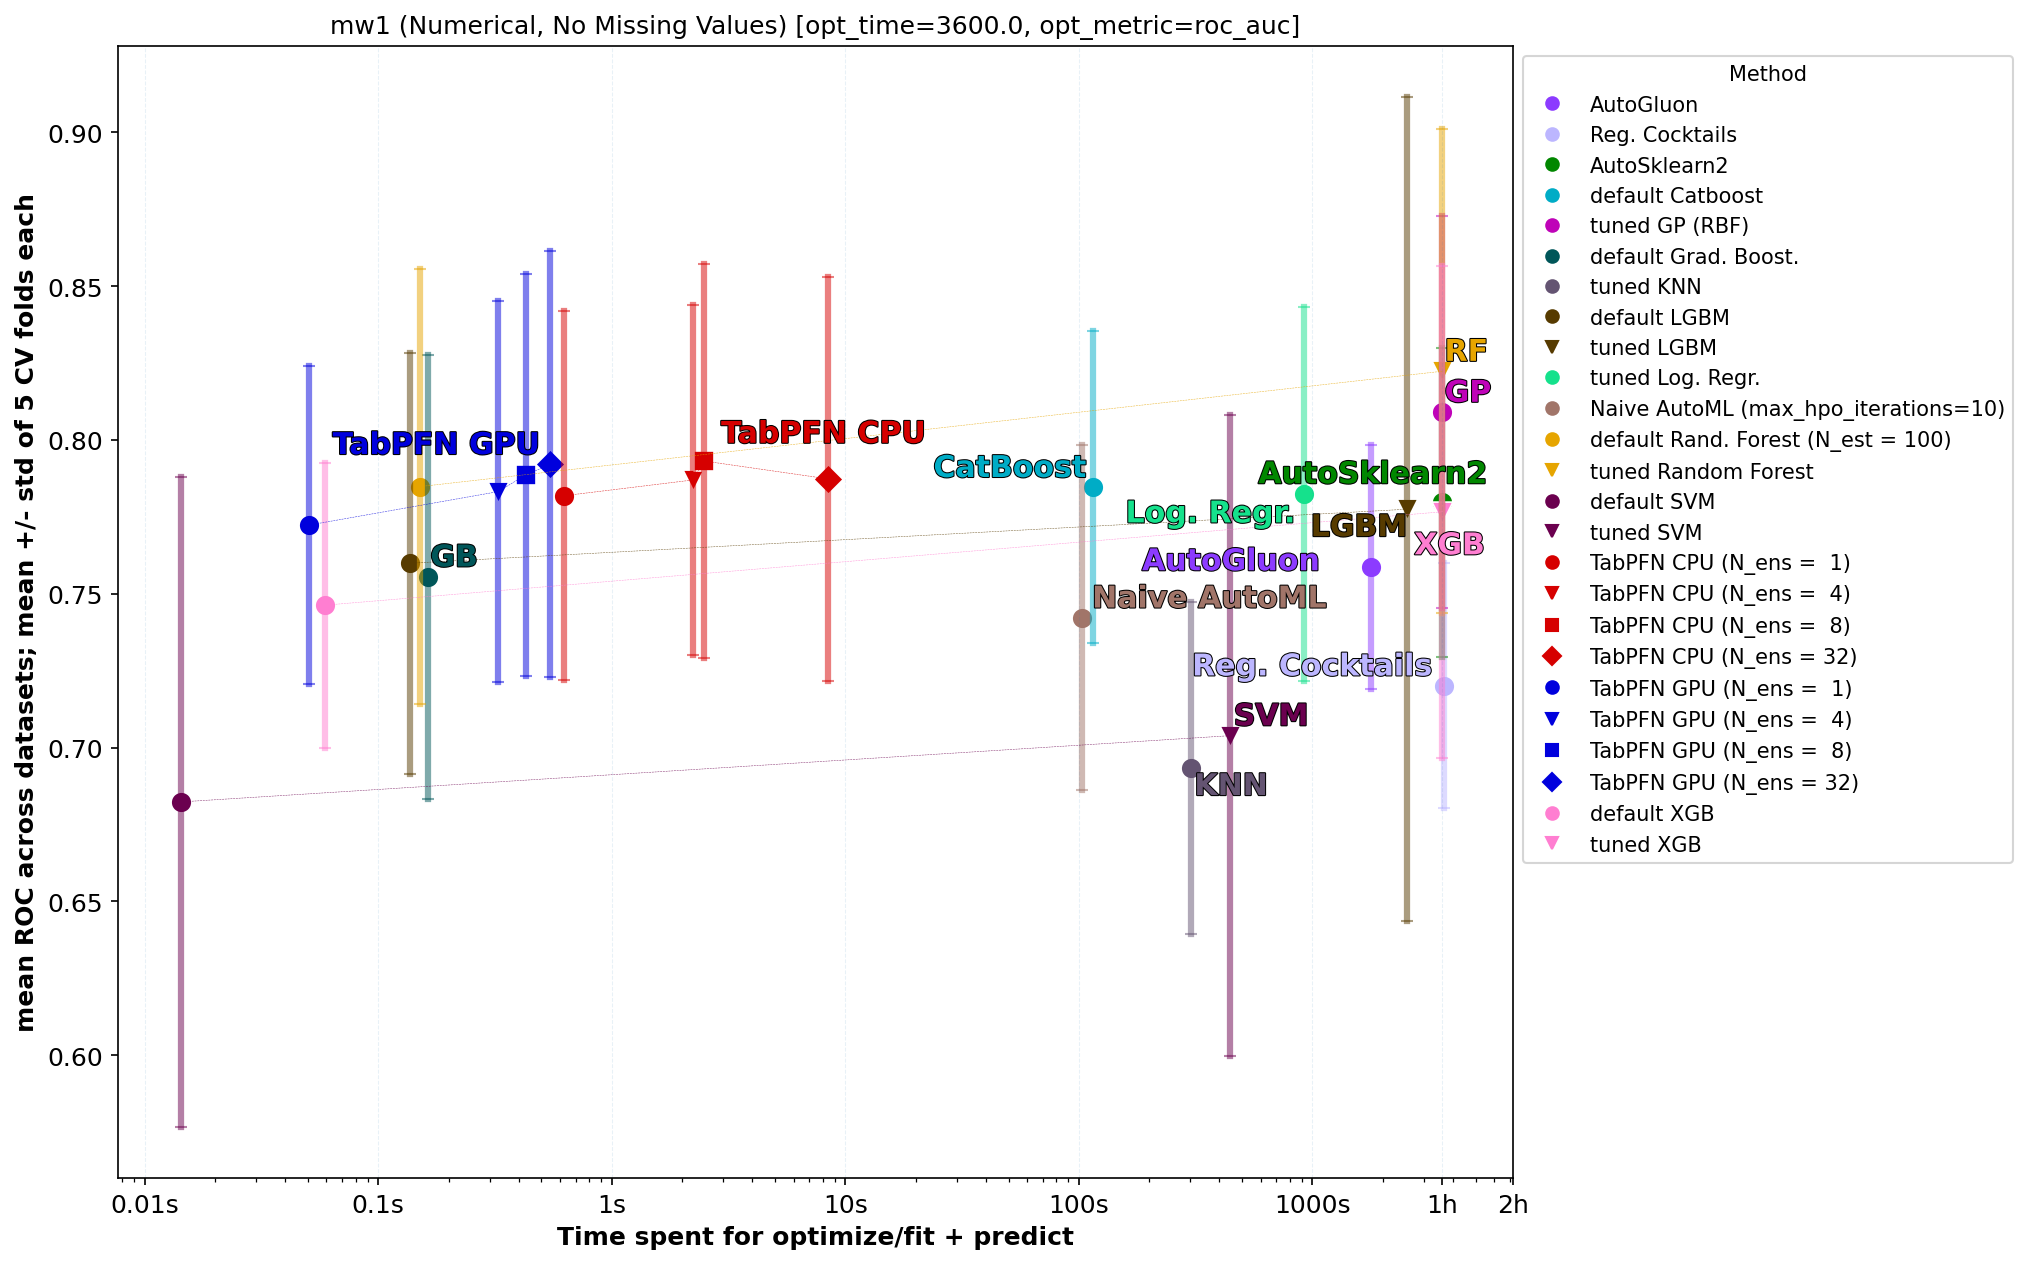 mw1 (Numerical, No Missing Values) [opt_time=3600.0, opt_metric=roc_auc]
mean ROC across datasets; mean +/- std of 5 CV folds each
0.90
0.85
0.80
0.75
0.70
0.65
0.60
RF
GP
TabPFN GPU
TabPFN CPU
CatBoost
AutoSklearn2
Log. Regr.
LGBM
XGB
GB
AutoGluon
Naive AutoML
Reg. Cocktails
SVM
KNN
0.01s 0.1s 1s 10s 100s 1000s 1h 2h
Time spent for optimize/fit + predict
Method
AutoGluon
Reg. Cocktails
AutoSklearn2
default Catboost
tuned GP (RBF)
default Grad. Boost.
tuned KNN
default LGBM
tuned LGBM
tuned Log. Regr.
Naive AutoML (max_hpo_iterations=10)
default Rand. Forest (N_est = 100)
tuned Random Forest
default SVM
tuned SVM
TabPFN CPU (N_ens =  1)
TabPFN CPU (N_ens =  4)
TabPFN CPU (N_ens =  8)
TabPFN CPU (N_ens = 32)
TabPFN GPU (N_ens =  1)
TabPFN GPU (N_ens =  4)
TabPFN GPU (N_ens =  8)
TabPFN GPU (N_ens = 32)
default XGB
tuned XGB